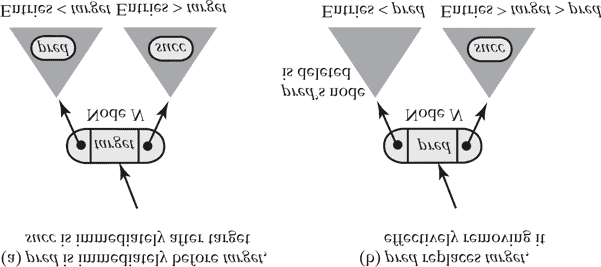 (a) pred is immediately before target,
succ is immediately after target
target
Node N
pred
succ
Entries < target
Entries > target
(b) pred replaces target,
effectively removing it
pred
Node N
pred's node
is deleted
succ
Entries < pred
Entries > target > pred